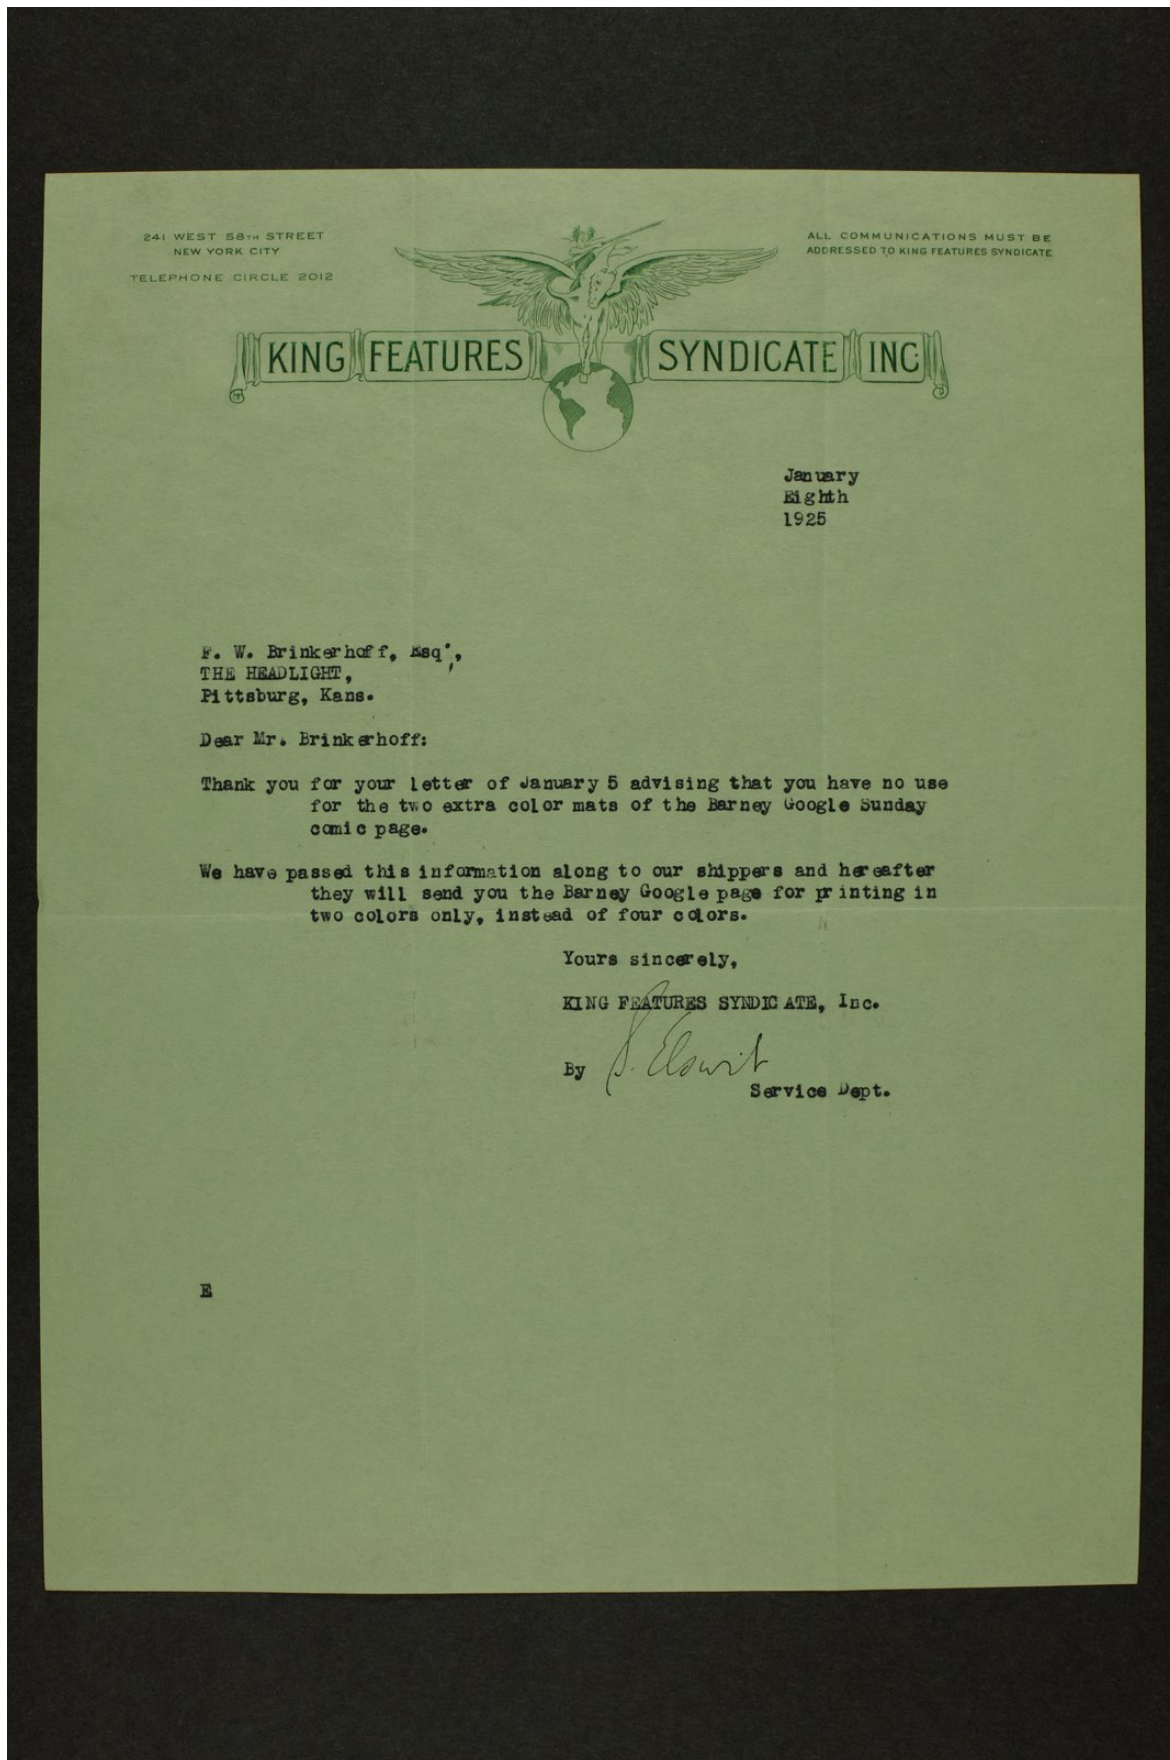 241 WEST 58TH STREET
NEW YORK CITY
TELEPHONE CIRCLE 2012
ALL COMMUNICATIONS MUST BE
ADDRESSED TO KING FEATURES SYNDICATE
KING FEATURES SYNDICATE INC
January
Eighth
1925
F. W. Brinkerhoff, Esq.,
THE HEADLIGHT,
Pittsburg, Kans.
Dear Mr. Brinkerhoff:
Thank you for your letter of January 5 advising that you have no use
for the two extra color mats of the Barney Google Sunday
comic page.
We have passed this information along to our shippers and hereafter
they will send you the Barney Google page for printing in
two colors only, instead of four colors.
Yours sincerely,
KING FEATURES SYNDICATE, Inc.
By S. Elowit
Service Dept.
E